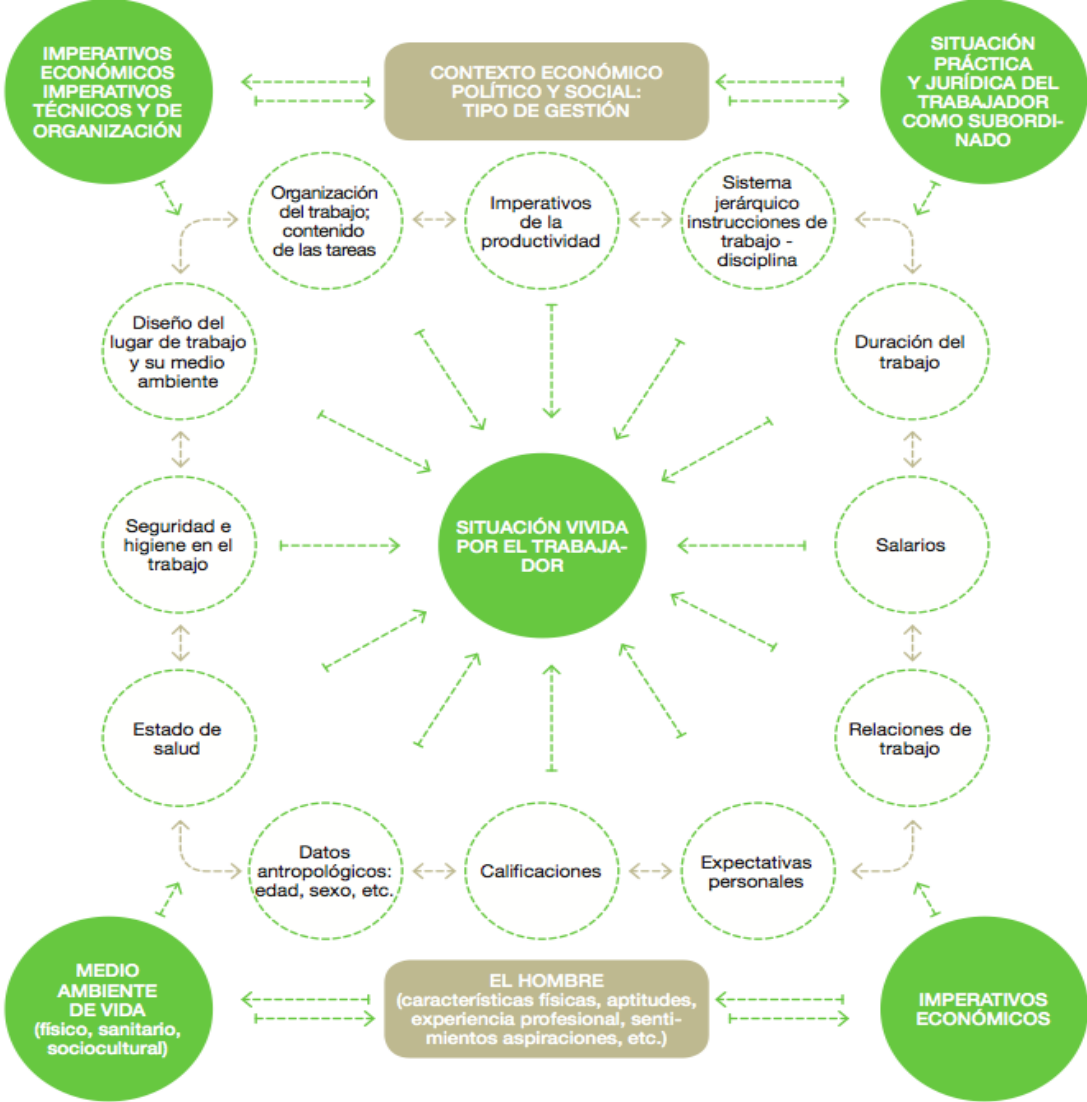 IMPERATIVOS
ECONÓMICOS
IMPERATIVOS
TÉCNICOS Y DE
ORGANIZACIÓN
CONTEXTO ECONÓMICO
POLÍTICO Y SOCIAL:
TIPO DE GESTIÓN
SITUACIÓN
PRÁCTICA
Y JURÍDICA DEL
TRABAJADOR
COMO SUBORDI-
NADO
Organización
del trabajo;
contenido
de las tareas
Imperativos
de la
productividad
Sistema
jerárquico
instrucciones de
trabajo -
disciplina
Diseño del
lugar de trabajo
y su medio
ambiente
Duración del
trabajo
Seguridad e
higiene en el
trabajo
SITUACIÓN VIVIDA
POR EL TRABAJA-
DOR
Salarios
Estado de
salud
Relaciones de
trabajo
Datos
antropológicos:
edad, sexo, etc.
Calificaciones
Expectativas
personales
MEDIO
AMBIENTE
DE VIDA
(físico, sanitario,
sociocultural)
EL HOMBRE
(características físicas, aptitudes,
experiencia profesional, senti-
mientos aspiraciones, etc.)
IMPERATIVOS
ECONÓMICOS